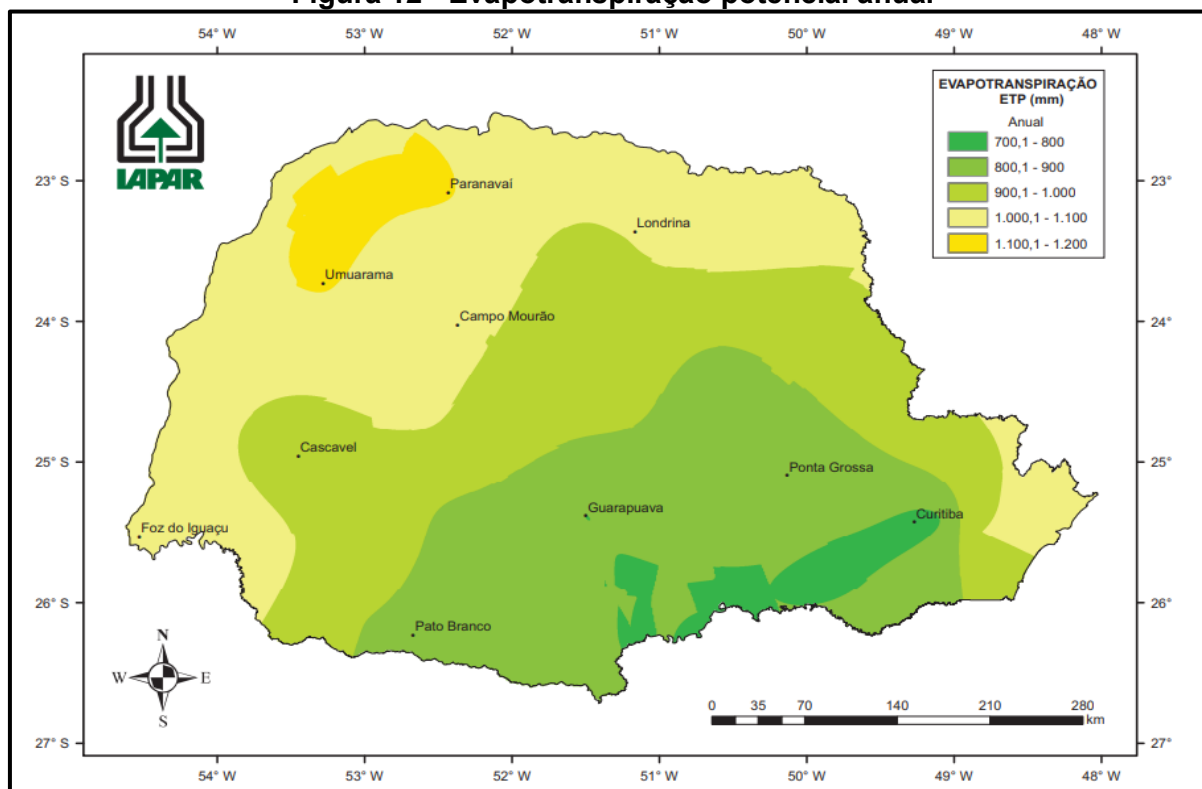 Figura 12 - Evapotranspiração potencial anual
54° W 53° W 52° W 51° W 50° W 49° W 48° W
IAPAR
EVAPOTRANSPIRAÇÃO
ETP (mm)
Anual
700,1 - 800
800,1 - 900
900,1 - 1.000
1.000,1 - 1.100
1.100,1 - 1.200
23° S
23°
Paranavaí
Londrina
Umuarama
24° S
24°
Campo Mourão
Cascavel
25° S
25°
Ponta Grossa
Guarapuava
Curitiba
Foz do Iguaçu
26° S
26°
Pato Branco
N
W E
S
0 35 70 140 210 280
km
27° S
27°
54° W 53° W 52° W 51° W 50° W 49° W 48° W